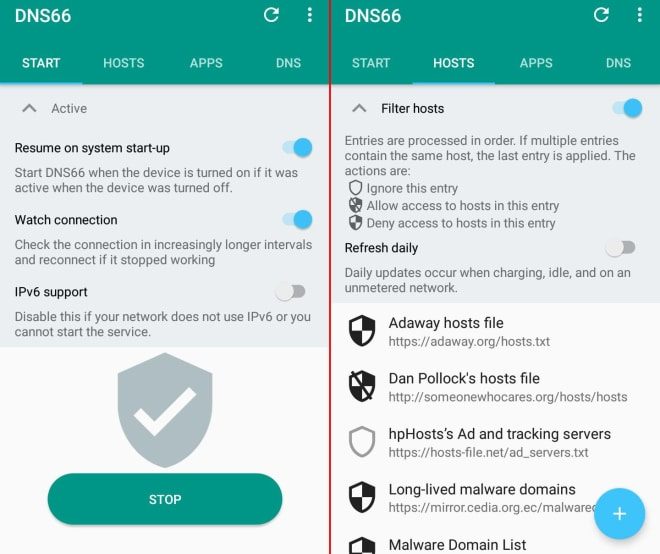 DNS66
START HOSTS APPS DNS
Active
Resume on system start-up
Start DNS66 when the device is turned on if it was
active when the device was turned off.
Watch connection
Check the connection in increasingly longer intervals
and reconnect if it stopped working
IPv6 support
Disable this if your network does not use IPv6 or you
cannot start the service.
STOP
DNS66
START HOSTS APPS DNS
Filter hosts
Entries are processed in order. If multiple entries
contain the same host, the last entry is applied. The
actions are:
Ignore this entry
Allow access to hosts in this entry
Deny access to hosts in this entry
Refresh daily
Daily updates occur when charging, idle, and on an
unmetered network.
Adaway hosts file
https://adaway.org/hosts.txt
Dan Pollock's hosts file
http://someonewhocares.org/hosts/hosts
hpHosts’s Ad and tracking servers
https://hosts-file.net/ad_servers.txt
Long-lived malware domains
https://mirror.cedia.org.ec/malwared
Malware Domain List